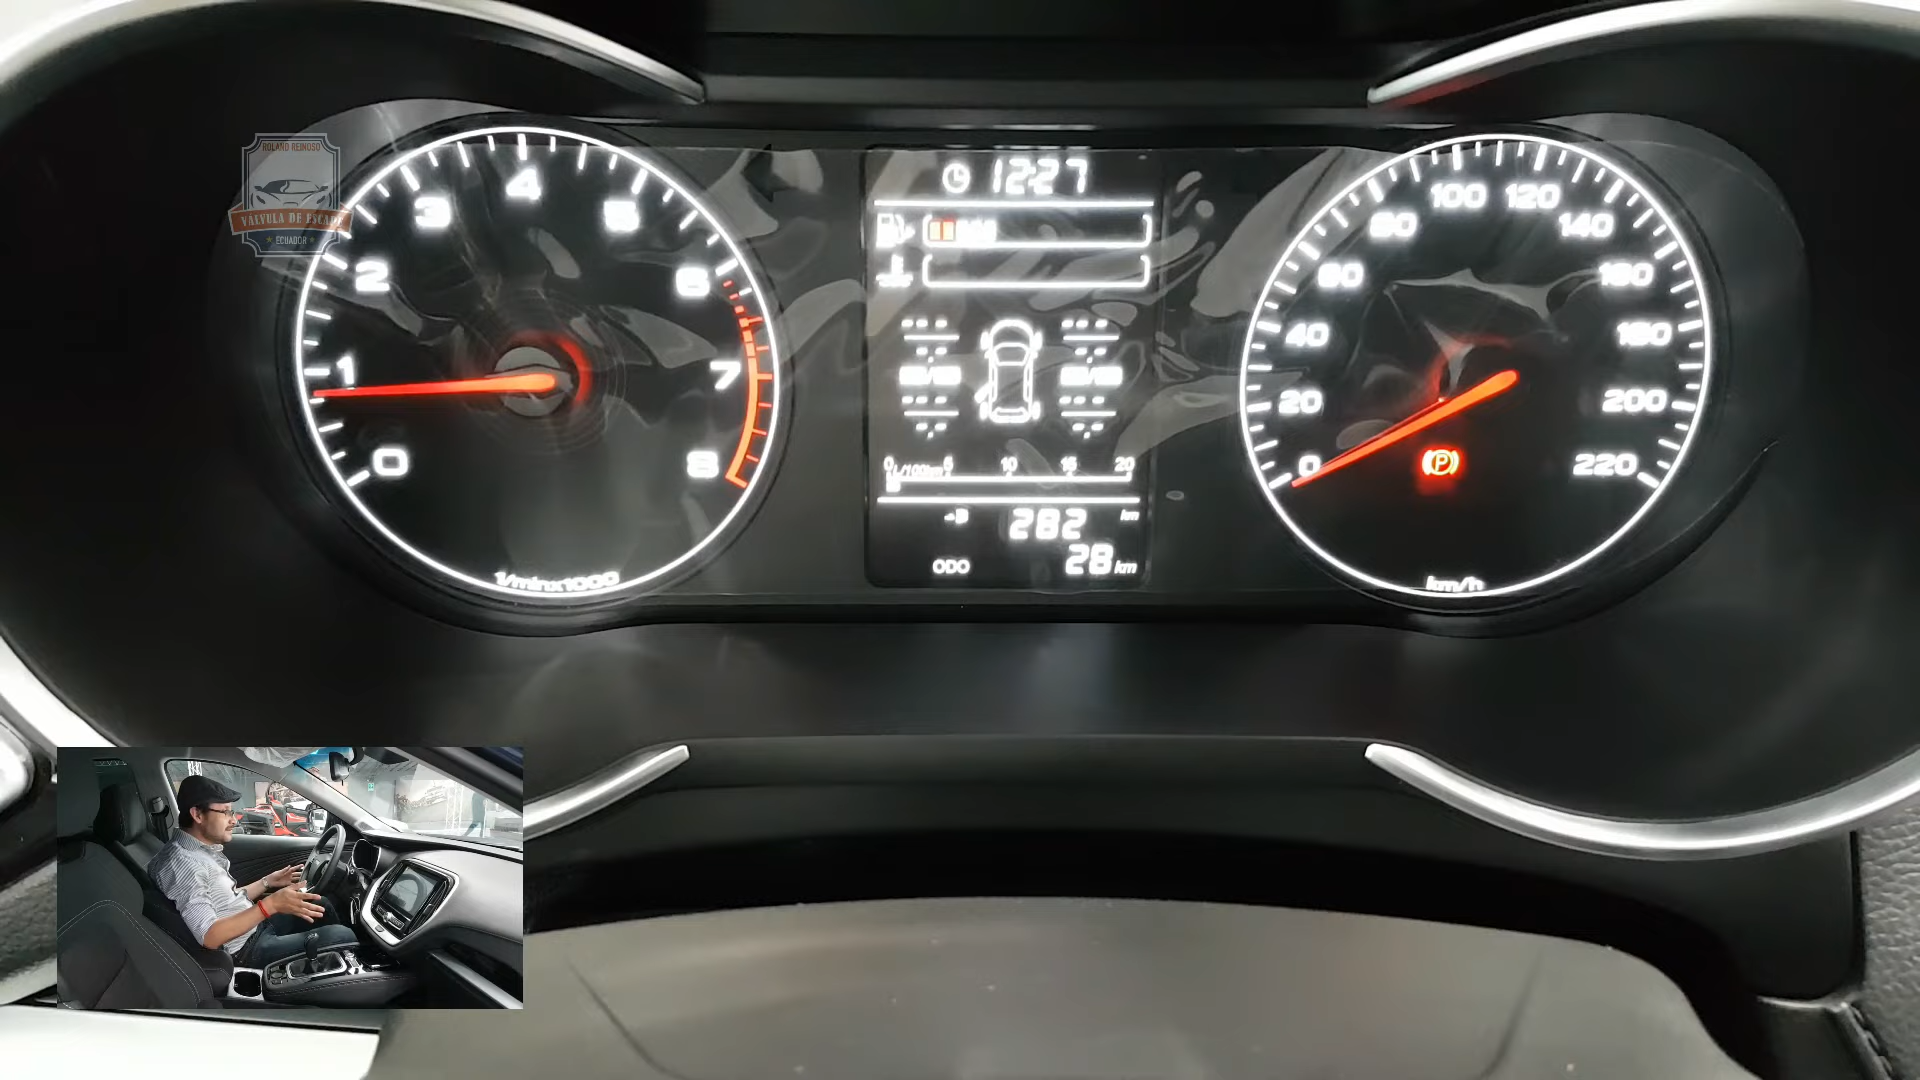 ROLAND REINOSO
VALVULA DE ESCAPE
ECUADOR
0
1
2
3
4
5
6
7
8
1/minx1000
12:27
0 5 10 15 20
L/100km
282 km
ODO 28 km
0
20
40
60
80
100
120
140
160
180
200
220
P
km/h